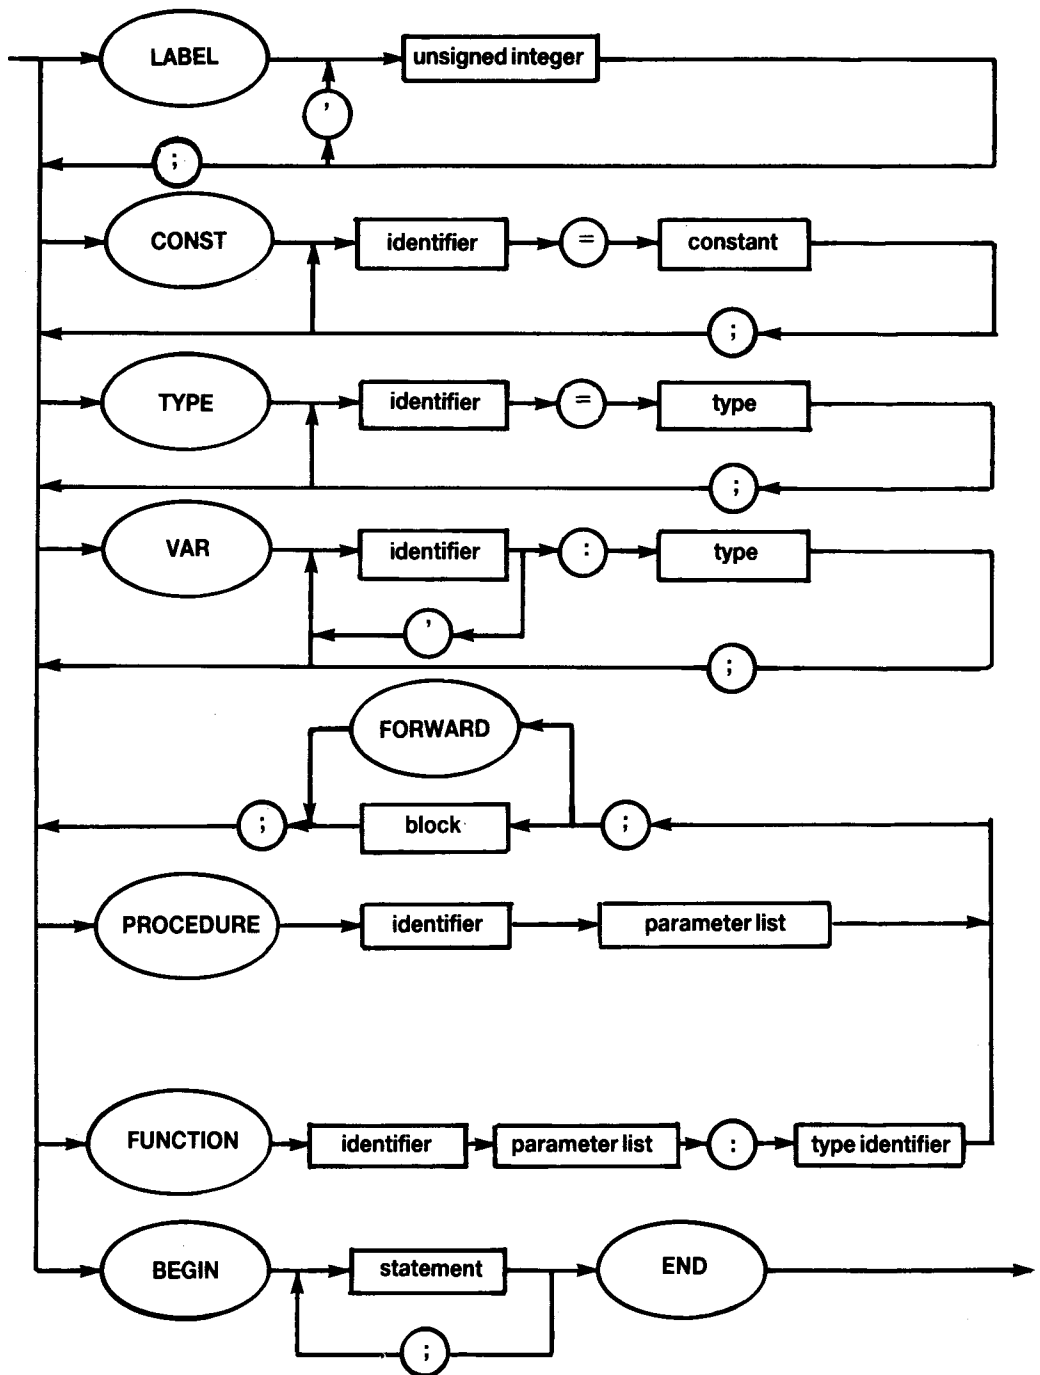 LABEL unsigned integer
,
;
CONST identifier = constant
;
TYPE identifier = type
;
VAR identifier : type
,
;
FORWARD
; block ;
PROCEDURE identifier parameter list
FUNCTION identifier parameter list : type identifier
BEGIN statement END
;